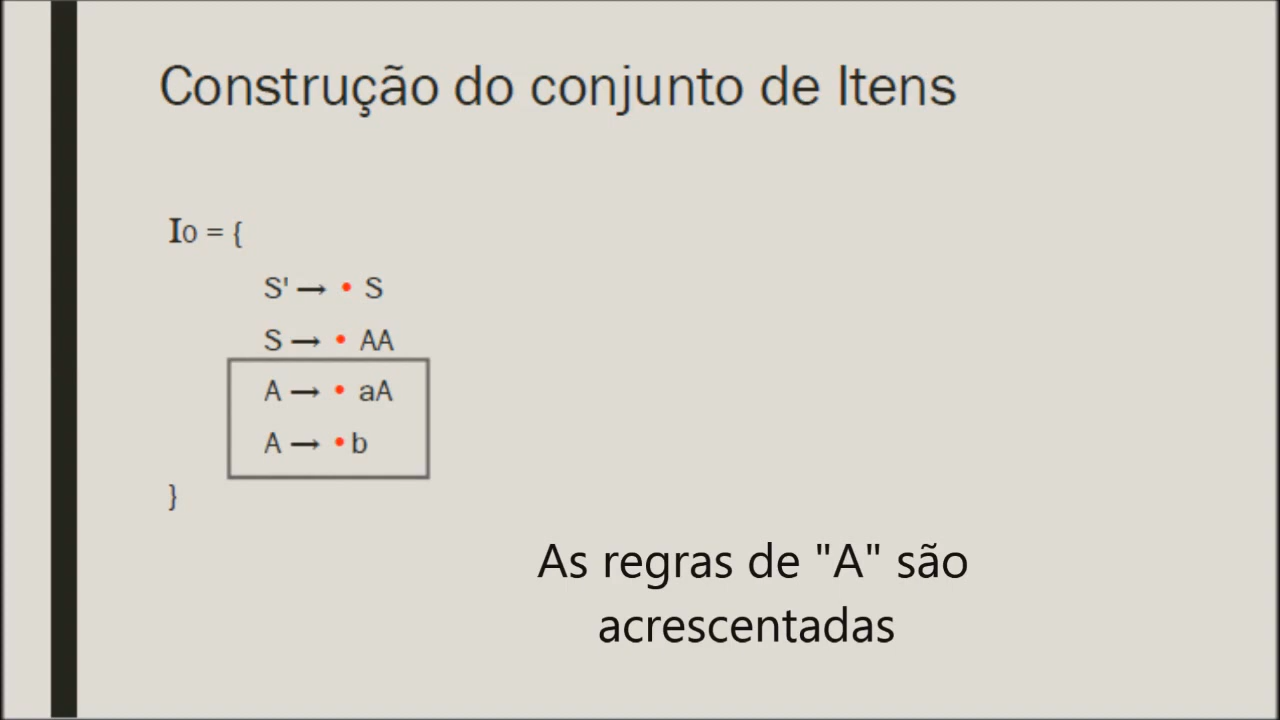 Construção do conjunto de Itens
I0 = {
S' → • S
S → • AA
A → • aA
A → • b
}
As regras de "A" são
acrescentadas